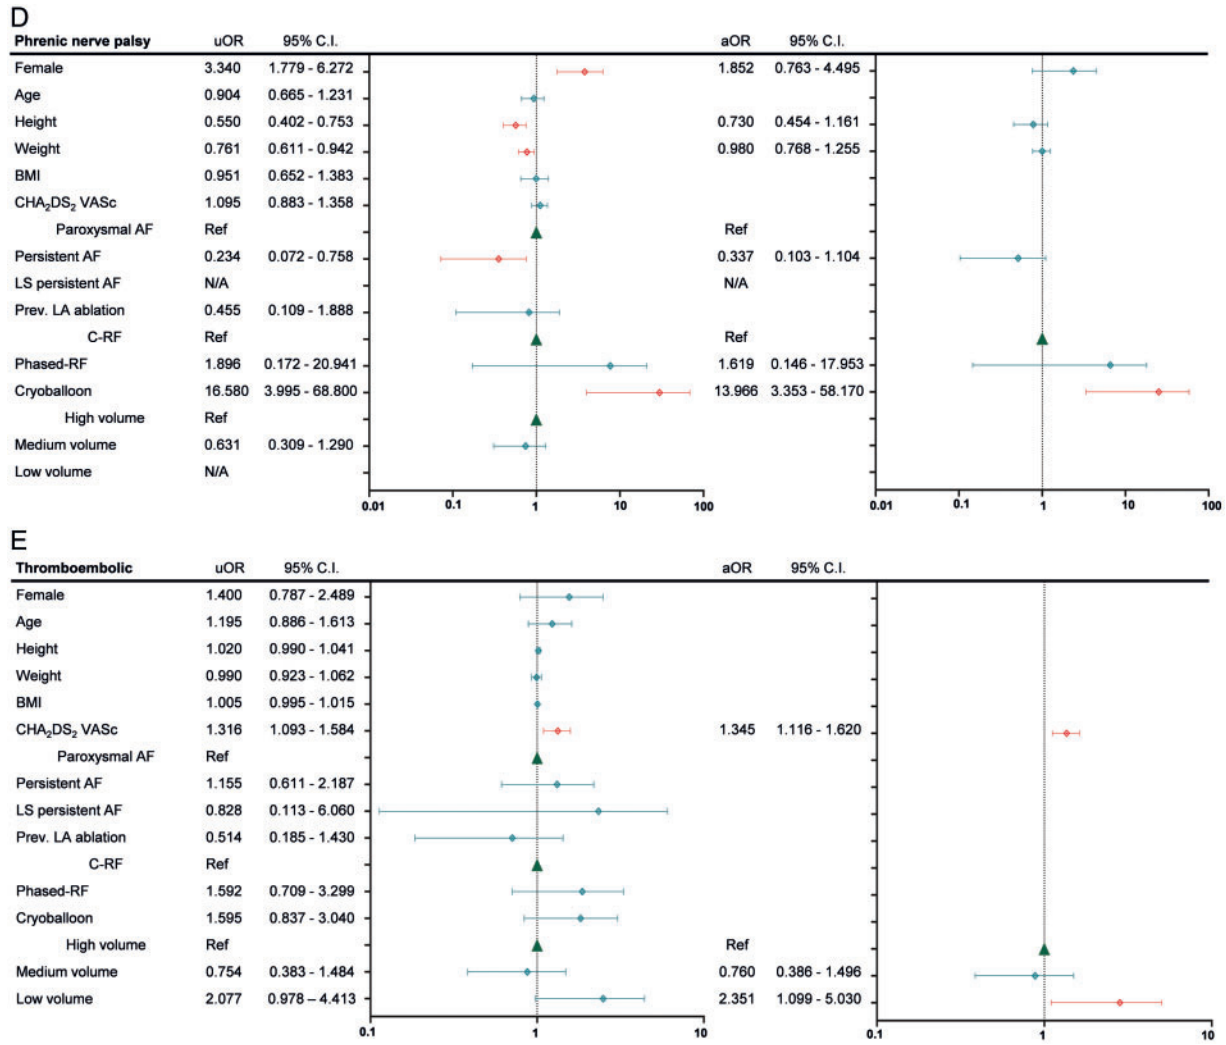 D
Phrenic nerve palsy uOR 95% C.I. aOR 95% C.I.
Female 3.340 1.779 - 6.272 1.852 0.763 - 4.495
Age 0.904 0.665 - 1.231
Height 0.550 0.402 - 0.753 0.730 0.454 - 1.161
Weight 0.761 0.611 - 0.942 0.980 0.768 - 1.255
BMI 0.951 0.652 - 1.383
CHA₂DS₂ VASc 1.095 0.883 - 1.358
Paroxysmal AF Ref Ref
Persistent AF 0.234 0.072 - 0.758 0.337 0.103 - 1.104
LS persistent AF N/A N/A
Prev. LA ablation 0.455 0.109 - 1.888
C-RF Ref Ref
Phased-RF 1.896 0.172 - 20.941 1.619 0.146 - 17.953
Cryoballoon 16.580 3.995 - 68.800 13.966 3.353 - 58.170
High volume Ref
Medium volume 0.631 0.309 - 1.290
Low volume N/A
0.01 0.1 1 10 100 0.01 0.1 1 10 100
E
Thromboembolic uOR 95% C.I. aOR 95% C.I.
Female 1.400 0.787 - 2.489
Age 1.195 0.886 - 1.613
Height 1.020 0.990 - 1.041
Weight 0.990 0.923 - 1.062
BMI 1.005 0.995 - 1.015
CHA₂DS₂ VASc 1.316 1.093 - 1.584 1.345 1.116 - 1.620
Paroxysmal AF Ref
Persistent AF 1.155 0.611 - 2.187
LS persistent AF 0.828 0.113 - 6.060
Prev. LA ablation 0.514 0.185 - 1.430
C-RF Ref
Phased-RF 1.592 0.709 - 3.299
Cryoballoon 1.595 0.837 - 3.040
High volume Ref Ref
Medium volume 0.754 0.383 - 1.484 0.760 0.386 - 1.496
Low volume 2.077 0.978 – 4.413 2.351 1.099 - 5.030
0.1 1 10 0.1 1 10